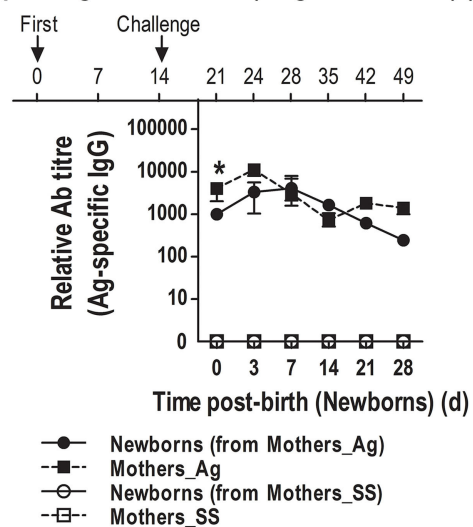 First Challenge
0 7 14 21 24 28 35 42 49
100000
10000
1000
100
10
0
*
Relative Ab titre
(Ag-specific IgG)
0 3 7 14 21 28
Time post-birth (Newborns) (d)
Newborns (from Mothers_Ag)
Mothers_Ag
Newborns (from Mothers_SS)
Mothers_SS